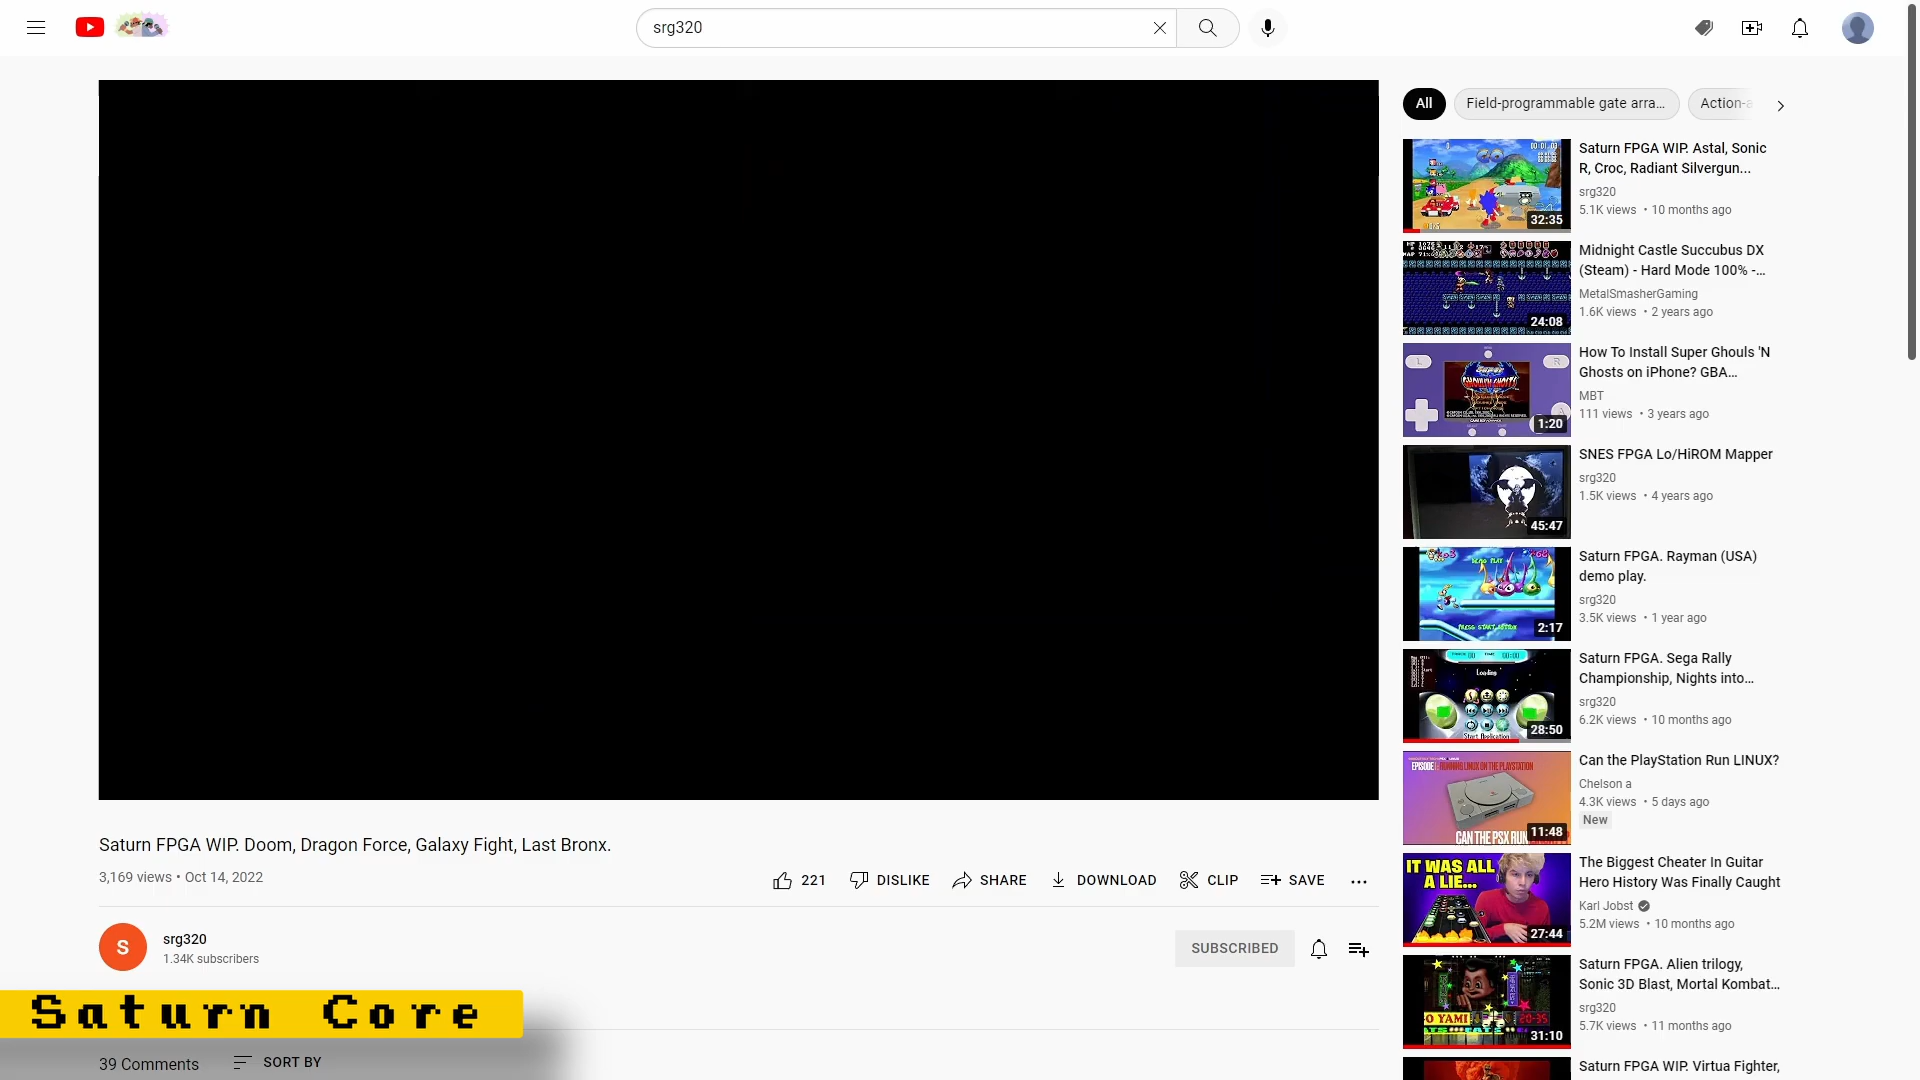 srg320
All
Field-programmable gate arra...
Action-a
Saturn FPGA WIP. Astal, Sonic
R, Croc, Radiant Silvergun...
srg320
5.1K views • 10 months ago
32:35
Midnight Castle Succubus DX
(Steam) - Hard Mode 100% -...
MetalSmasherGaming
1.6K views • 2 years ago
24:08
How To Install Super Ghouls 'N
Ghosts on iPhone? GBA...
MBT
111 views • 3 years ago
1:20
SNES FPGA Lo/HiROM Mapper
srg320
1.5K views • 4 years ago
45:47
Saturn FPGA. Rayman (USA)
demo play.
srg320
3.5K views • 1 year ago
PRESS START BUTTON
2:17
Saturn FPGA. Sega Rally
Championship, Nights into...
srg320
6.2K views • 10 months ago
Loading
Start Application
28:50
Can the PlayStation Run LINUX?
Chelson a
4.3K views • 5 days ago
New
CAN THE PSX RUN
11:48
The Biggest Cheater In Guitar
Hero History Was Finally Caught
Karl Jobst
5.2M views • 10 months ago
IT WAS ALL
A LIE...
27:44
Saturn FPGA. Alien trilogy,
Sonic 3D Blast, Mortal Kombat...
srg320
5.7K views • 11 months ago
31:10
Saturn FPGA WIP. Virtua Fighter,
Saturn FPGA WIP. Doom, Dragon Force, Galaxy Fight, Last Bronx.
3,169 views • Oct 14, 2022
221
DISLIKE
SHARE
DOWNLOAD
CLIP
SAVE
S
srg320
1.34K subscribers
SUBSCRIBED
Saturn Core
39 Comments
SORT BY